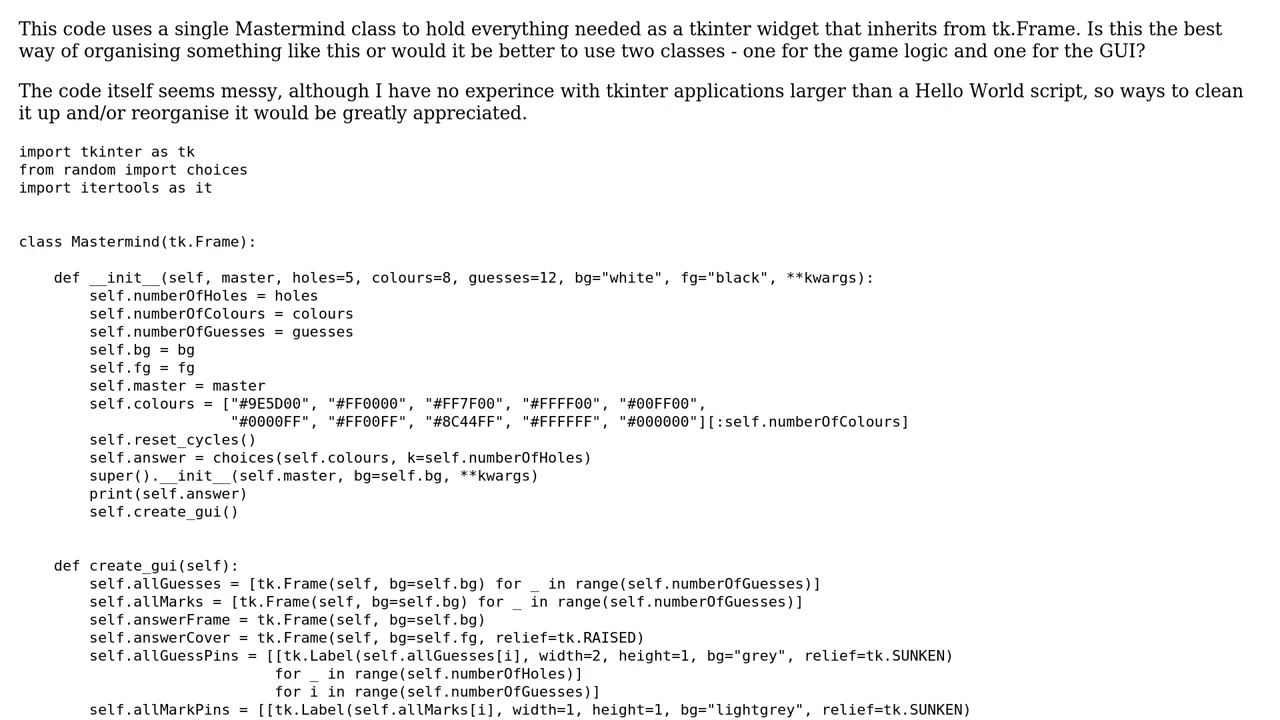 This code uses a single Mastermind class to hold everything needed as a tkinter widget that inherits from tk.Frame. Is this the best
way of organising something like this or would it be better to use two classes - one for the game logic and one for the GUI?
The code itself seems messy, although I have no experince with tkinter applications larger than a Hello World script, so ways to clean
it up and/or reorganise it would be greatly appreciated.
import tkinter as tk
from random import choices
import itertools as it
class Mastermind(tk.Frame):
    def __init__(self, master, holes=5, colours=8, guesses=12, bg="white", fg="black", **kwargs):
        self.numberOfHoles = holes
        self.numberOfColours = colours
        self.numberOfGuesses = guesses
        self.bg = bg
        self.fg = fg
        self.master = master
        self.colours = ["#9E5D00", "#FF0000", "#FF7F00", "#FFFF00", "#00FF00",
                        "#0000FF", "#FF00FF", "#8C44FF", "#FFFFFF", "#000000"][:self.numberOfColours]
        self.reset_cycles()
        self.answer = choices(self.colours, k=self.numberOfHoles)
        super().__init__(self.master, bg=self.bg, **kwargs)
        print(self.answer)
        self.create_gui()
    def create_gui(self):
        self.allGuesses = [tk.Frame(self, bg=self.bg) for _ in range(self.numberOfGuesses)]
        self.allMarks = [tk.Frame(self, bg=self.bg) for _ in range(self.numberOfGuesses)]
        self.answerFrame = tk.Frame(self, bg=self.bg)
        self.answerCover = tk.Frame(self, bg=self.fg, relief=tk.RAISED)
        self.allGuessPins = [[tk.Label(self.allGuesses[i], width=2, height=1, bg="grey", relief=tk.SUNKEN)
                             for _ in range(self.numberOfHoles)]
                             for i in range(self.numberOfGuesses)]
        self.allMarkPins = [[tk.Label(self.allMarks[i], width=1, height=1, bg="lightgrey", relief=tk.SUNKEN)